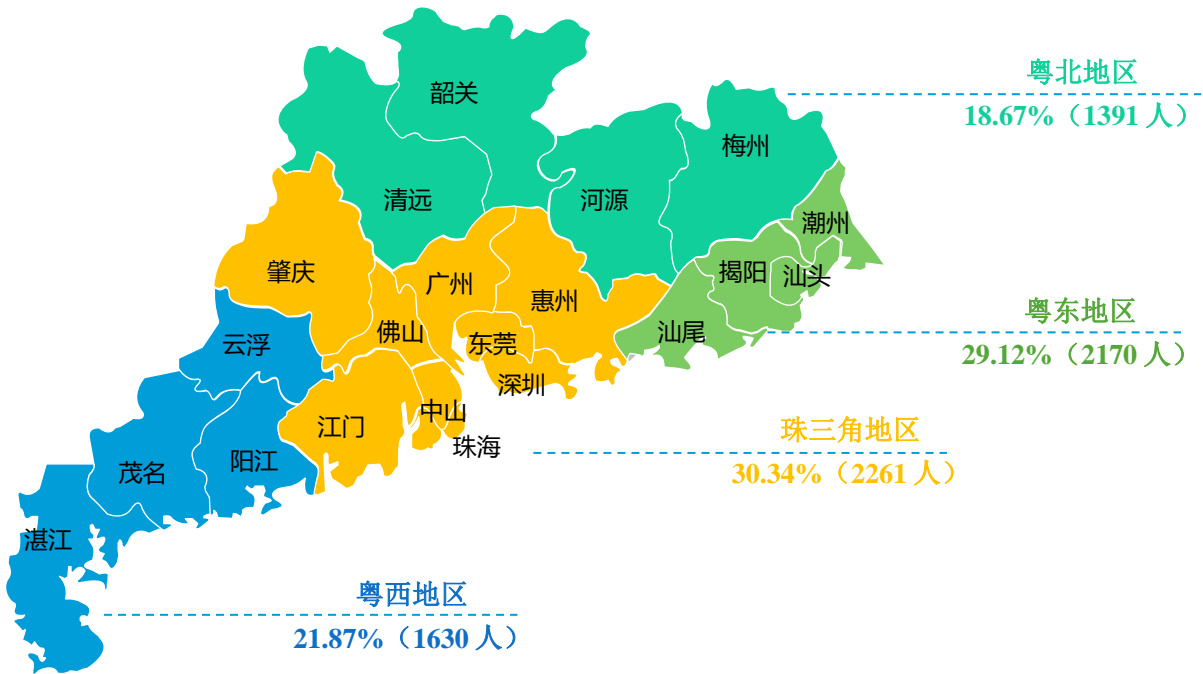 韶关
粤北地区
18.67%（1391 人）
梅州
清远
河源
潮州
肇庆
广州
惠州
揭阳
汕头
云浮
佛山
东莞
汕尾
粤东地区
29.12%（2170 人）
深圳
江门
中山
珠海
珠三角地区
30.34%（2261 人）
茂名
阳江
湛江
粤西地区
21.87%（1630 人）